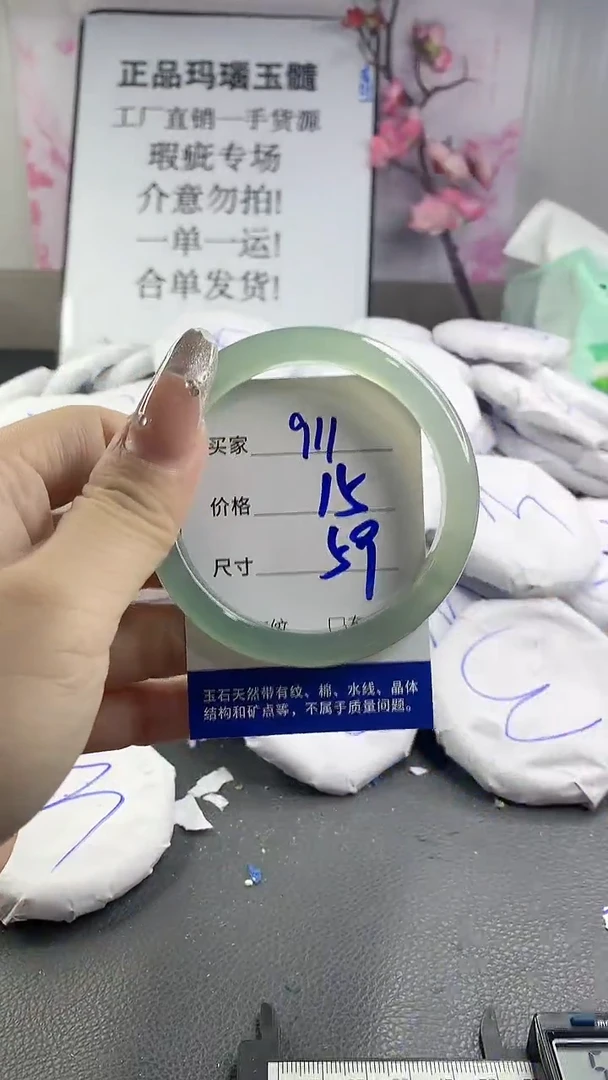 正品玛瑙玉髓
工厂直销一手货源
瑕疵专场
介意勿拍!
一单一运!
合单发货!
买家 911
价格 15
尺寸 59
玉石天然带有纹、棉、水线、晶体
结构和矿点等，不属于质量问题。
3